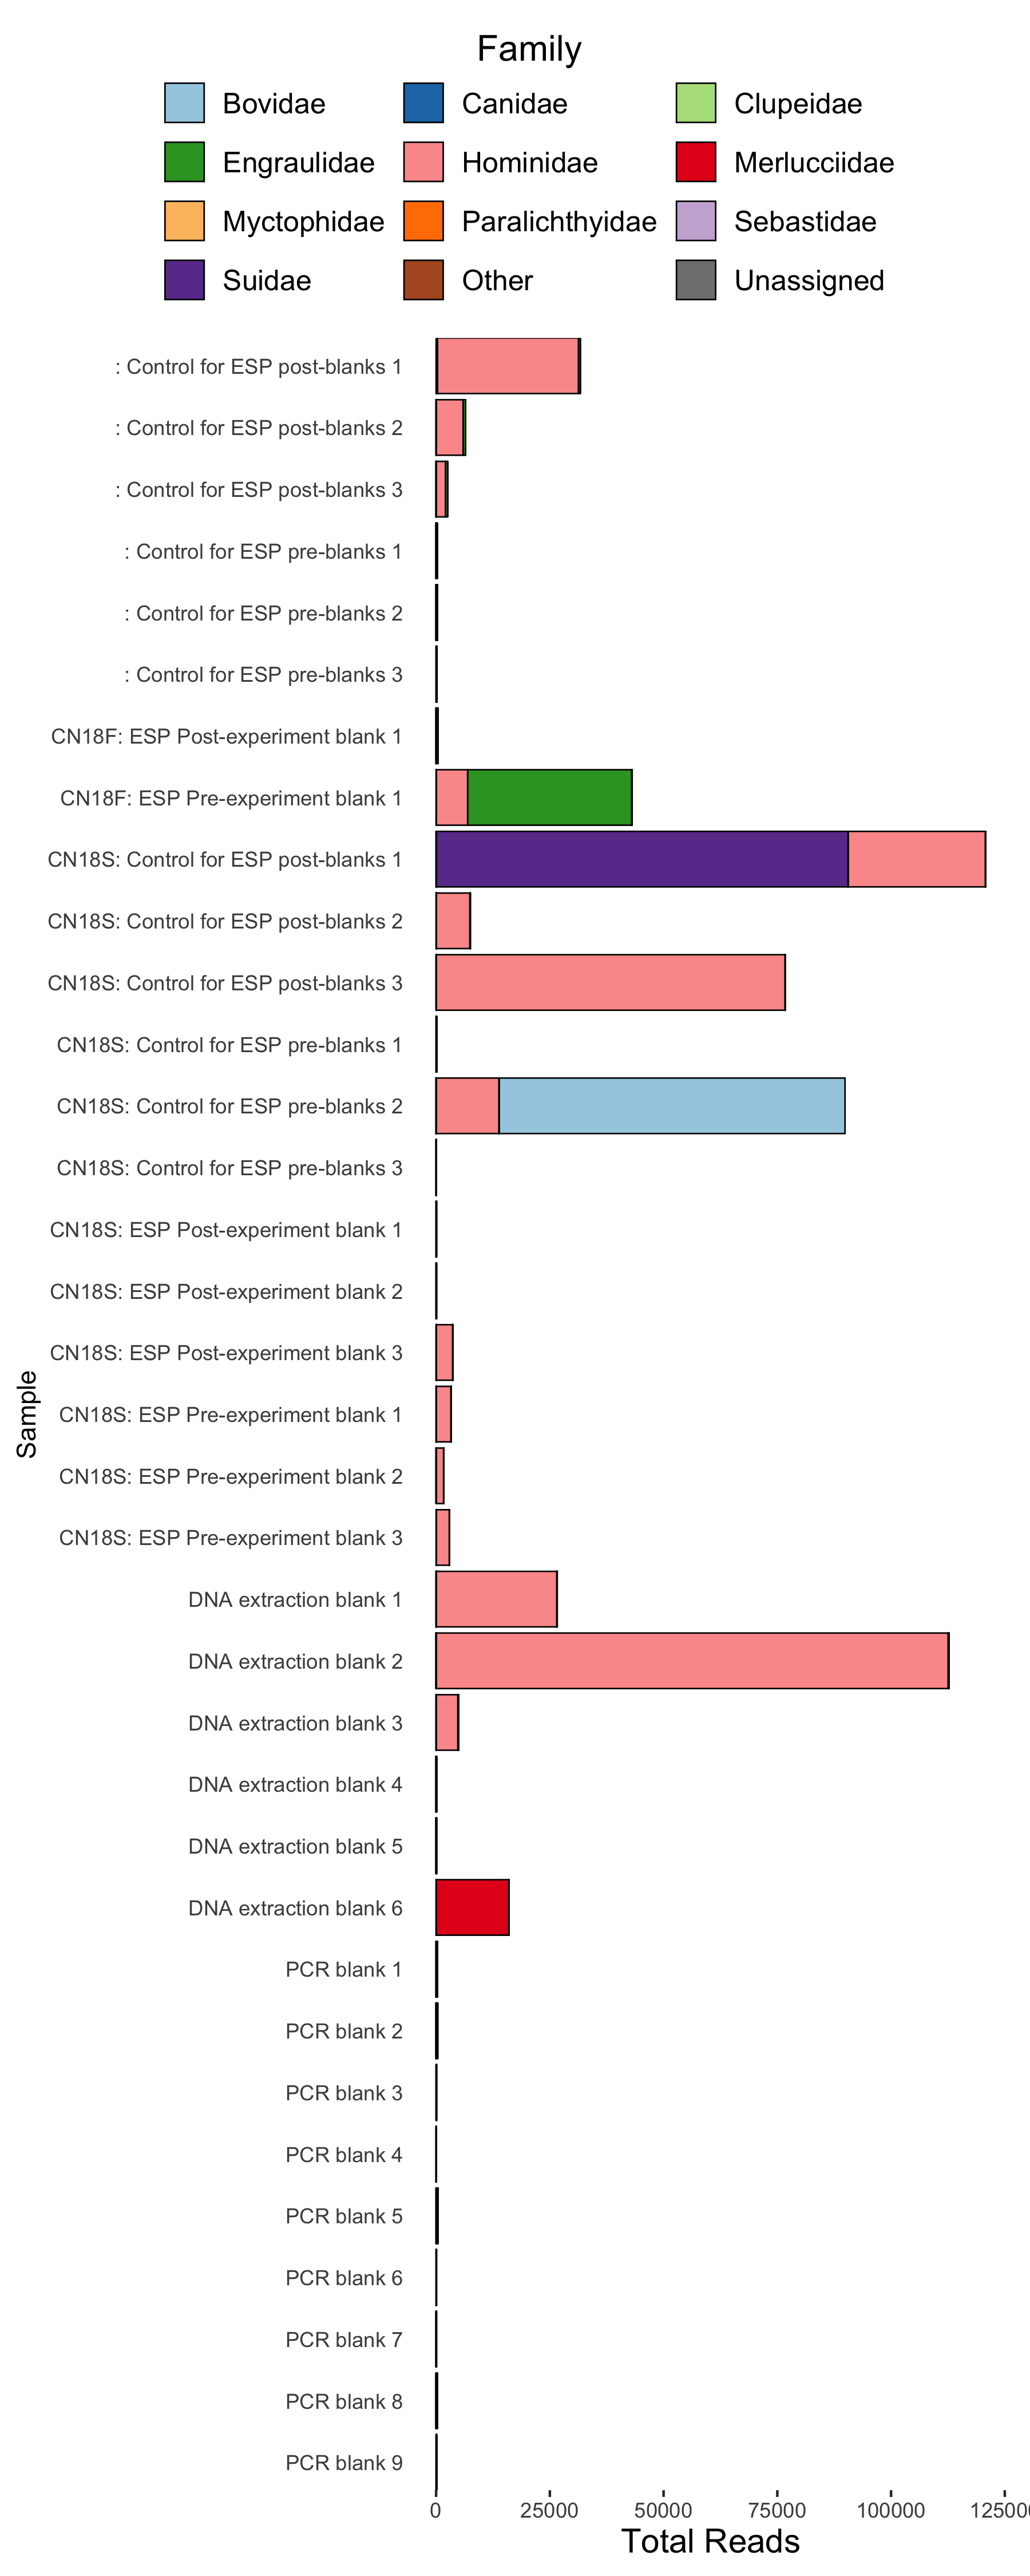 Family
Bovidae Canidae Clupeidae
Engraulidae Hominidae Merlucciidae
Myctophidae Paralichthyidae Sebastidae
Suidae Other Unassigned
: Control for ESP post-blanks 1
: Control for ESP post-blanks 2
: Control for ESP post-blanks 3
: Control for ESP pre-blanks 1
: Control for ESP pre-blanks 2
: Control for ESP pre-blanks 3
CN18F: ESP Post-experiment blank 1
CN18F: ESP Pre-experiment blank 1
CN18S: Control for ESP post-blanks 1
CN18S: Control for ESP post-blanks 2
CN18S: Control for ESP post-blanks 3
CN18S: Control for ESP pre-blanks 1
CN18S: Control for ESP pre-blanks 2
CN18S: Control for ESP pre-blanks 3
CN18S: ESP Post-experiment blank 1
CN18S: ESP Post-experiment blank 2
CN18S: ESP Post-experiment blank 3
CN18S: ESP Pre-experiment blank 1
CN18S: ESP Pre-experiment blank 2
CN18S: ESP Pre-experiment blank 3
DNA extraction blank 1
DNA extraction blank 2
DNA extraction blank 3
DNA extraction blank 4
DNA extraction blank 5
DNA extraction blank 6
PCR blank 1
PCR blank 2
PCR blank 3
PCR blank 4
PCR blank 5
PCR blank 6
PCR blank 7
PCR blank 8
PCR blank 9
Sample
0 25000 50000 75000 100000
Total Reads